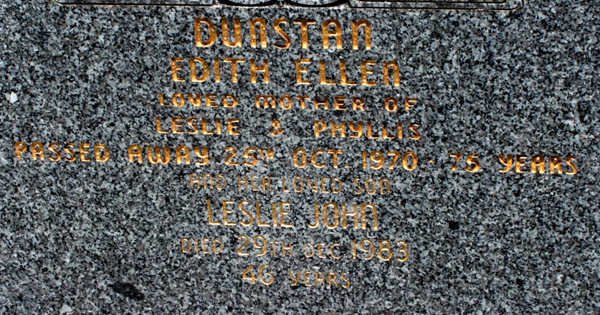 DUNSTAN
EDITH ELLEN
LOVED MOTHER OF
LESLIE & PHYLLIS
PASSED AWAY 25TH OCT. 1970 - 75 YEARS
AND HER LOVED SON
LESLIE JOHN
DIED 29TH DEC 1983
46 YEARS